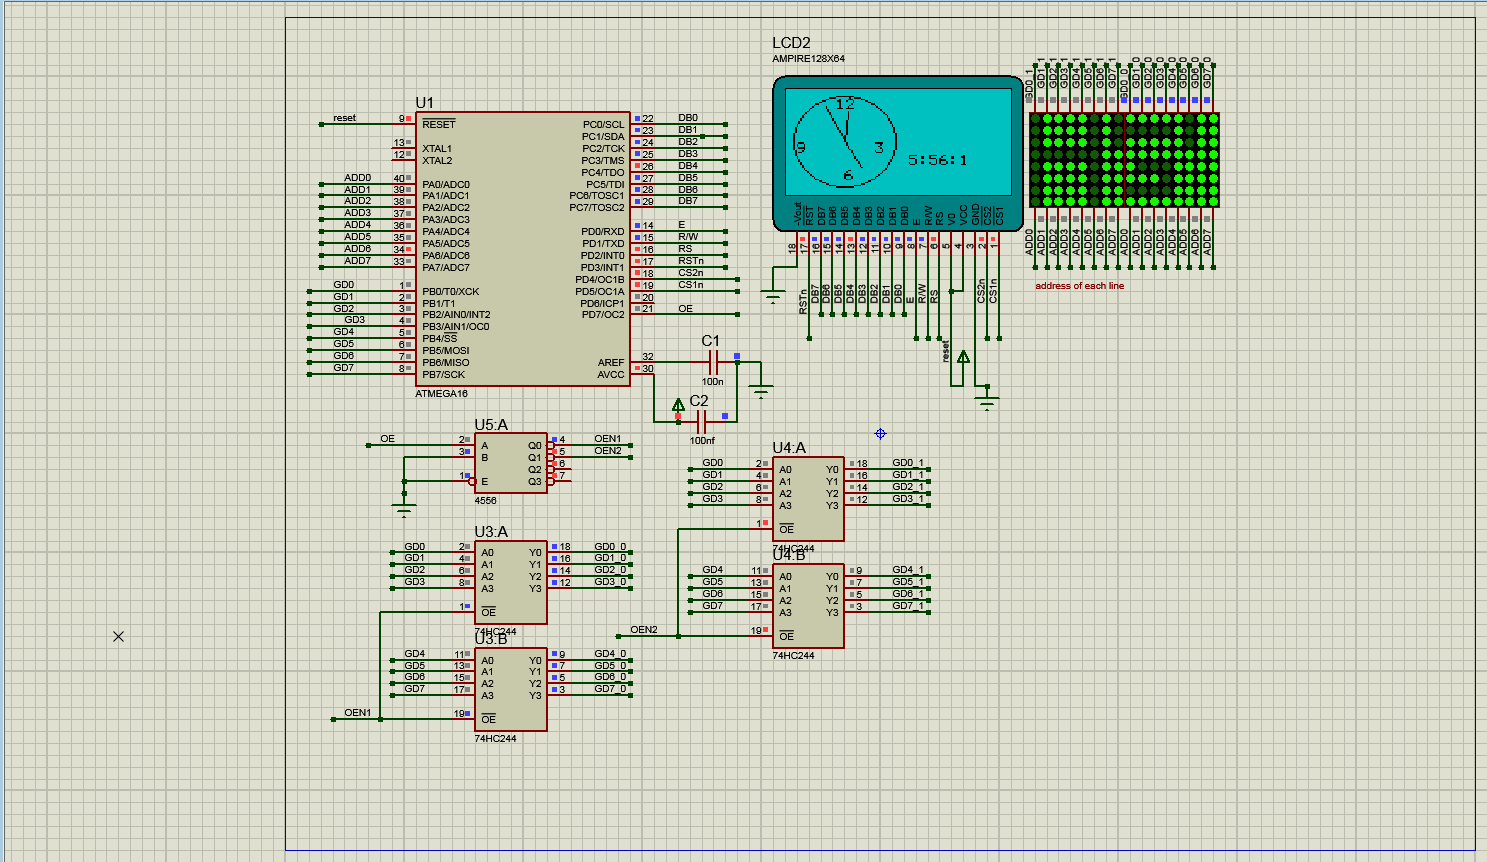 LCD2
AMPIRE128X64
12
9
3
6
5:56:1
-Vout
RST
DB7
DB6
DB5
DB4
DB3
DB2
DB1
DB0
E
R/W
RS
V0
VCC
GND
CS2
CS1
18 17 16 15 14 13 12 11 10 9 8 7 6 5 4 3 2 1
RSTn
DB7
DB6
DB5
DB4
DB3
DB2
DB1
DB0
E
R/W
RS
reset
CS2n
CS1n
GD0_1
GD1_1
GD2_1
GD3_1
GD4_1
GD5_1
GD6_1
GD7_1
GD0_0
GD1_0
GD2_0
GD3_0
GD4_0
GD5_0
GD6_0
GD7_0
ADD0
ADD1
ADD2
ADD3
ADD4
ADD5
ADD6
ADD7
ADD0
ADD1
ADD2
ADD3
ADD4
ADD5
ADD6
ADD7
address of each line
U1
reset 9 RESET PC0/SCL 22 DB0
PC1/SDA 23 DB1
13 XTAL1 PC2/TCK 24 DB2
12 XTAL2 PC3/TMS 25 DB3
PC4/TDO 26 DB4
ADD0 40 PA0/ADC0 PC5/TDI 27 DB5
ADD1 39 PA1/ADC1 PC6/TOSC1 28 DB6
ADD2 38 PA2/ADC2 PC7/TOSC2 29 DB7
ADD3 37 PA3/ADC3
ADD4 36 PA4/ADC4 PD0/RXD 14 E
ADD5 35 PA5/ADC5 PD1/TXD 15 R/W
ADD6 34 PA6/ADC6 PD2/INT0 16 RS
ADD7 33 PA7/ADC7 PD3/INT1 17 RSTn
PD4/OC1B 18 CS2n
GD0 1 PB0/T0/XCK PD5/OC1A 19 CS1n
GD1 2 PB1/T1 PD6/ICP1 20
GD2 3 PB2/AIN0/INT2 PD7/OC2 21 OE
GD3 4 PB3/AIN1/OC0
GD4 5 PB4/SS
GD5 6 PB5/MOSI
GD6 7 PB6/MISO AREF 32
GD7 8 PB7/SCK AVCC 30
ATMEGA16
C1
100n
C2
100nf
U5:A
OE 2 A Q0 4 OEN1
3 B Q1 5 OEN2
Q2 6
1 E Q3 7
4556
U3:A
GD0 2 A0 Y0 18 GD0_0
GD1 4 A1 Y1 16 GD1_0
GD2 6 A2 Y2 14 GD2_0
GD3 8 A3 Y3 12 GD3_0
1 OE
74HC244
U3:B
GD4 11 A0 Y0 9 GD4_0
GD5 13 A1 Y1 7 GD5_0
GD6 15 A2 Y2 5 GD6_0
GD7 17 A3 Y3 3 GD7_0
OEN1 19 OE
74HC244
U4:A
GD0 2 A0 Y0 18 GD0_1
GD1 4 A1 Y1 16 GD1_1
GD2 6 A2 Y2 14 GD2_1
GD3 8 A3 Y3 12 GD3_1
1 OE
74HC244
U4:B
GD4 11 A0 Y0 9 GD4_1
GD5 13 A1 Y1 7 GD5_1
GD6 15 A2 Y2 5 GD6_1
GD7 17 A3 Y3 3 GD7_1
OEN2 19 OE
74HC244